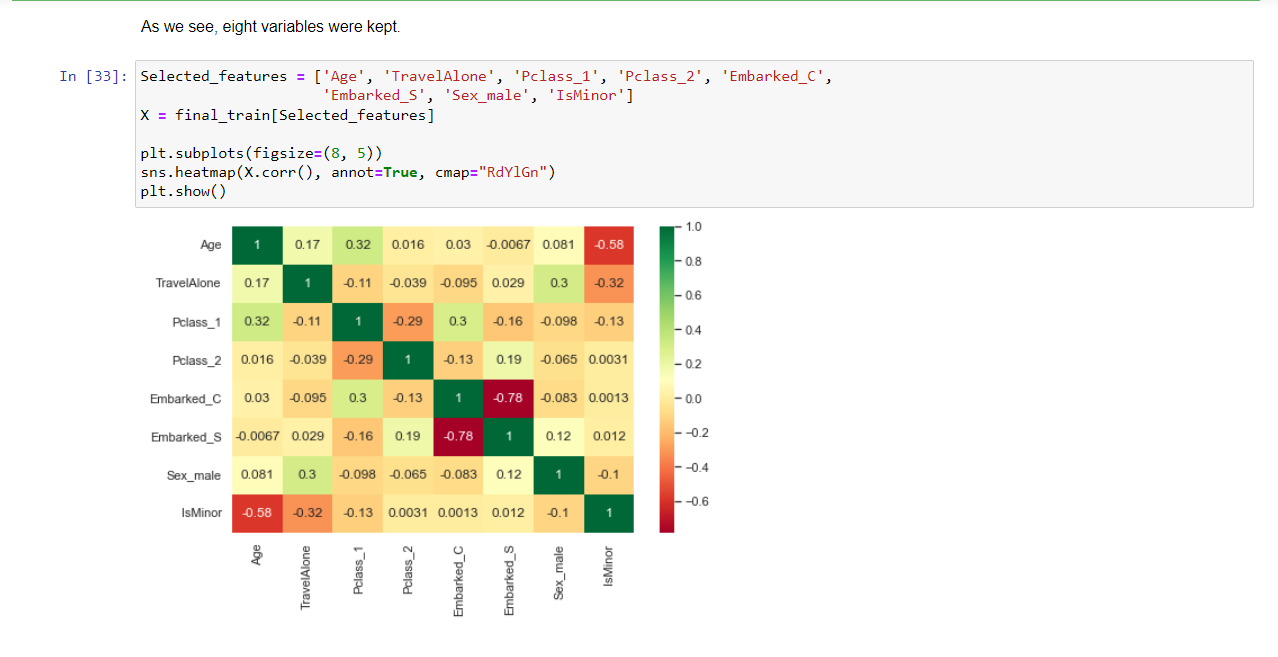 As we see, eight variables were kept.
In [33]: Selected_features = ['Age', 'TravelAlone', 'Pclass_1', 'Pclass_2', 'Embarked_C',
'Embarked_S', 'Sex_male', 'IsMinor']
X = final_train[Selected_features]
plt.subplots(figsize=(8, 5))
sns.heatmap(X.corr(), annot=True, cmap="RdYlGn")
plt.show()
Age 1 0.17 0.32 0.016 0.03 -0.0067 0.081 -0.58
TravelAlone 0.17 1 -0.11 -0.039 -0.095 0.029 0.3 -0.32
Pclass_1 0.32 -0.11 1 -0.29 0.3 -0.16 -0.098 -0.13
Pclass_2 0.016 -0.039 -0.29 1 -0.13 0.19 -0.065 0.0031
Embarked_C 0.03 -0.095 0.3 -0.13 1 -0.78 -0.083 0.0013
Embarked_S -0.0067 0.029 -0.16 0.19 -0.78 1 0.12 0.012
Sex_male 0.081 0.3 -0.098 -0.065 -0.083 0.12 1 -0.1
IsMinor -0.58 -0.32 -0.13 0.0031 0.0013 0.012 -0.1 1
Age TravelAlone Pclass_1 Pclass_2 Embarked_C Embarked_S Sex_male IsMinor
1.0
0.8
0.6
0.4
0.2
0.0
-0.2
-0.4
-0.6